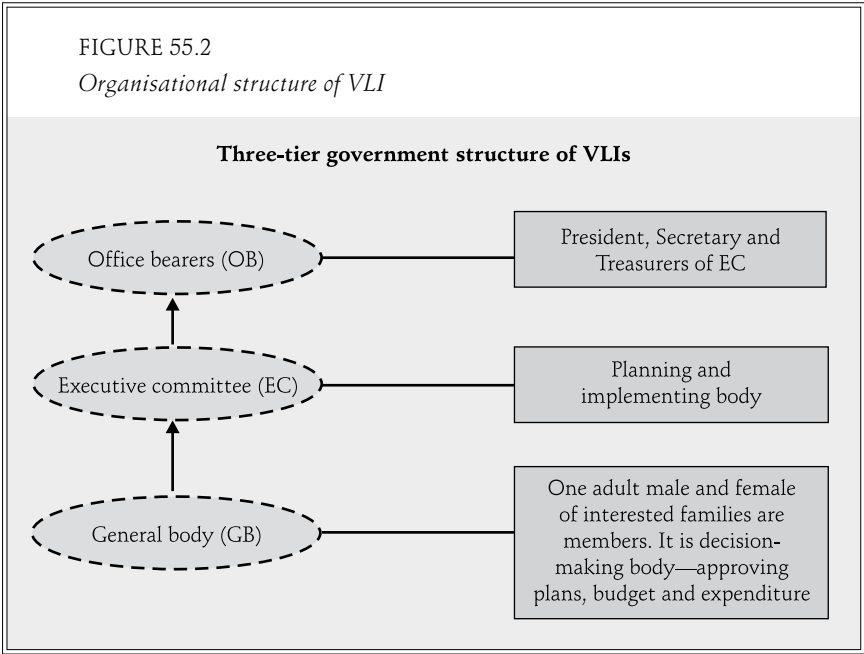 FIGURE 55.2
Organisational structure of VLI
Three-tier government structure of VLIs
Office bearers (OB)
President, Secretary and
Treasurers of EC
Executive committee (EC)
Planning and
implementing body
General body (GB)
One adult male and female
of interested families are
members. It is decision-
making body—approving
plans, budget and expenditure